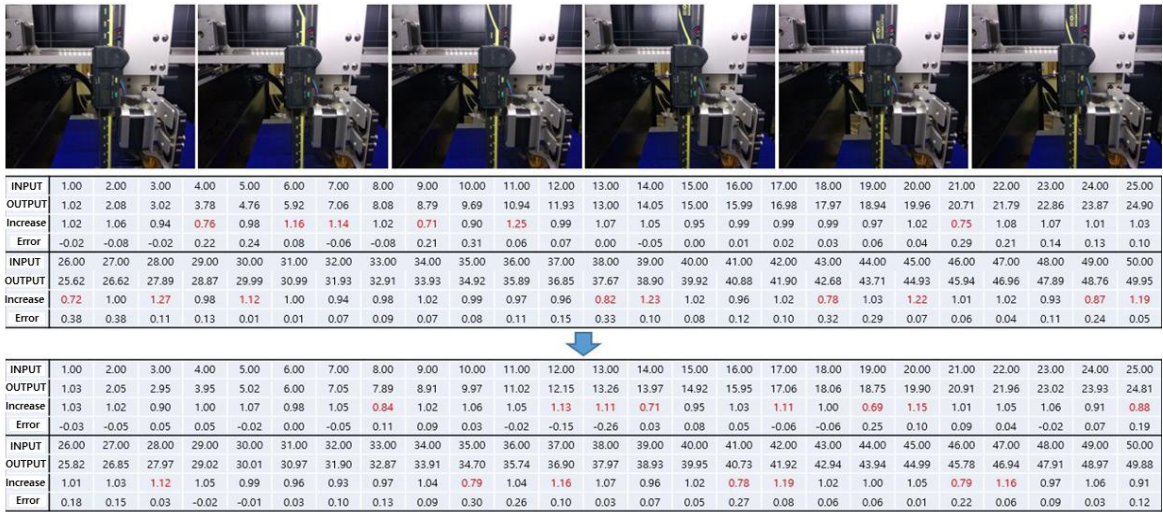 INPUT 1.00 2.00 3.00 4.00 5.00 6.00 7.00 8.00 9.00 10.00 11.00 12.00 13.00 14.00 15.00 16.00 17.00 18.00 19.00 20.00 21.00 22.00 23.00 24.00 25.00
OUTPUT 1.02 2.08 3.02 3.78 4.76 5.92 7.06 8.08 8.79 9.69 10.94 11.93 13.00 14.05 15.00 15.99 16.98 17.97 18.94 19.96 20.71 21.79 22.86 23.87 24.90
Increase 1.02 1.06 0.94 0.76 0.98 1.16 1.14 1.02 0.71 0.90 1.25 0.99 1.07 1.05 0.95 0.99 0.99 0.99 0.97 1.02 0.75 1.08 1.07 1.01 1.03
Error -0.02 -0.08 -0.02 0.22 0.24 0.08 -0.06 -0.08 0.21 0.31 0.06 0.07 0.00 -0.05 0.00 0.01 0.02 0.03 0.06 0.04 0.29 0.21 0.14 0.13 0.10
INPUT 26.00 27.00 28.00 29.00 30.00 31.00 32.00 33.00 34.00 35.00 36.00 37.00 38.00 39.00 40.00 41.00 42.00 43.00 44.00 45.00 46.00 47.00 48.00 49.00 50.00
OUTPUT 25.62 26.62 27.89 28.87 29.99 30.99 31.93 32.91 33.93 34.92 35.89 36.85 37.67 38.90 39.92 40.88 41.90 42.68 43.71 44.93 45.94 46.96 47.89 48.76 49.95
Increase 0.72 1.00 1.27 0.98 1.12 1.00 0.94 0.98 1.02 0.99 0.97 0.96 0.82 1.23 1.02 0.96 1.02 0.78 1.03 1.22 1.01 1.02 0.93 0.87 1.19
Error 0.38 0.38 0.11 0.13 0.01 0.01 0.07 0.09 0.07 0.08 0.11 0.15 0.33 0.10 0.08 0.12 0.10 0.32 0.29 0.07 0.06 0.04 0.11 0.24 0.05
INPUT 1.00 2.00 3.00 4.00 5.00 6.00 7.00 8.00 9.00 10.00 11.00 12.00 13.00 14.00 15.00 16.00 17.00 18.00 19.00 20.00 21.00 22.00 23.00 24.00 25.00
OUTPUT 1.03 2.05 2.95 3.95 5.02 6.00 7.05 7.89 8.91 9.97 11.02 12.15 13.26 13.97 14.92 15.95 17.06 18.06 18.75 19.90 20.91 21.96 23.02 23.93 24.81
Increase 1.03 1.02 0.90 1.00 1.07 0.98 1.05 0.84 1.02 1.06 1.05 1.13 1.11 0.71 0.95 1.03 1.11 1.00 0.69 1.15 1.01 1.05 1.06 0.91 0.88
Error -0.03 -0.05 0.05 0.05 -0.02 0.00 -0.05 0.11 0.09 0.03 -0.02 -0.15 -0.26 0.03 0.08 0.05 -0.06 -0.06 0.25 0.10 0.09 0.04 -0.02 0.07 0.19
INPUT 26.00 27.00 28.00 29.00 30.00 31.00 32.00 33.00 34.00 35.00 36.00 37.00 38.00 39.00 40.00 41.00 42.00 43.00 44.00 45.00 46.00 47.00 48.00 49.00 50.00
OUTPUT 25.82 26.85 27.97 29.02 30.01 30.97 31.90 32.87 33.91 34.70 35.74 36.90 37.97 38.93 39.95 40.73 41.92 42.94 43.94 44.99 45.78 46.94 47.91 48.97 49.88
Increase 1.01 1.03 1.12 1.05 0.99 0.96 0.93 0.97 1.04 0.79 1.04 1.16 1.07 0.96 1.02 0.78 1.19 1.02 1.00 1.05 0.79 1.16 0.97 1.06 0.91
Error 0.18 0.15 0.03 -0.02 -0.01 0.03 0.10 0.13 0.09 0.30 0.26 0.10 0.03 0.07 0.05 0.27 0.08 0.06 0.06 0.01 0.22 0.06 0.09 0.03 0.12